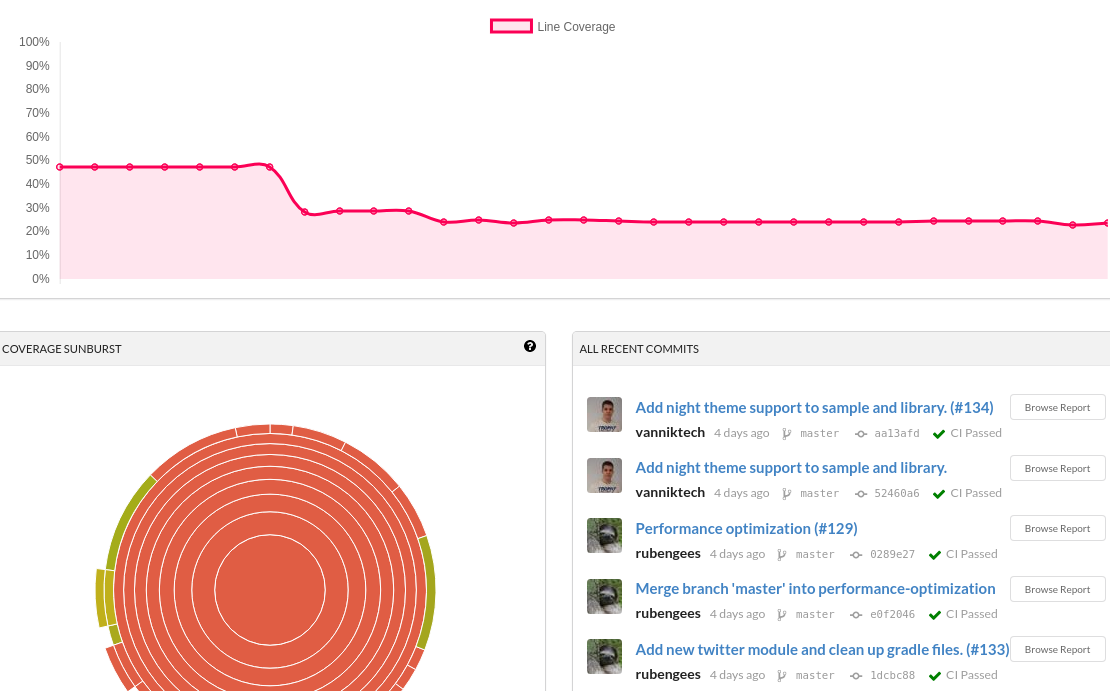 Line Coverage
100%
90%
80%
70%
60%
50%
40%
30%
20%
10%
0%
COVERAGE SUNBURST
?
ALL RECENT COMMITS
Add night theme support to sample and library. (#134)
Browse Report
vanniktech 4 days ago master aa13afd CI Passed
Add night theme support to sample and library.
Browse Report
vanniktech 4 days ago master 52460a6 CI Passed
Performance optimization (#129)
Browse Report
rubengees 4 days ago master 0289e27 CI Passed
Merge branch 'master' into performance-optimization
Browse Report
rubengees 4 days ago master e0f2046 CI Passed
Add new twitter module and clean up gradle files. (#133)
Browse Report
rubengees 4 days ago master 1dcbc88 CI Passed